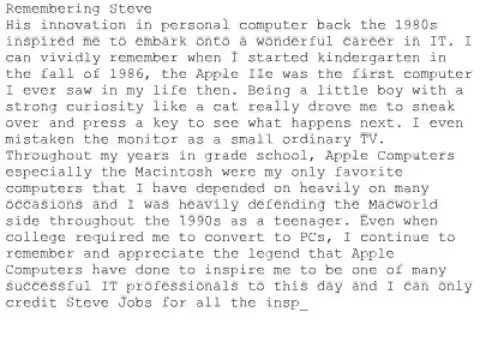 Remembering Steve
His innovation in personal computer back the 1980s
inspired me to embark onto a wonderful career in IT. I
can vividly remember when I started kindergarten in
the fall of 1986, the Apple IIe was the first computer
I ever saw in my life then. Being a little boy with a
strong curiosity like a cat really drove me to sneak
over and press a key to see what happens next. I even
mistaken the monitor as a small ordinary TV.
Throughout my years in grade school, Apple Computers
especially the Macintosh were my only favorite
computers that I have depended on heavily on many
occasions and I was heavily defending the Macworld
side throughout the 1990s as a teenager. Even when
college required me to convert to PCs, I continue to
remember and appreciate the legend that Apple
Computers have done to inspire me to be one of many
successful IT professionals to this day and I can only
credit Steve Jobs for all the insp_